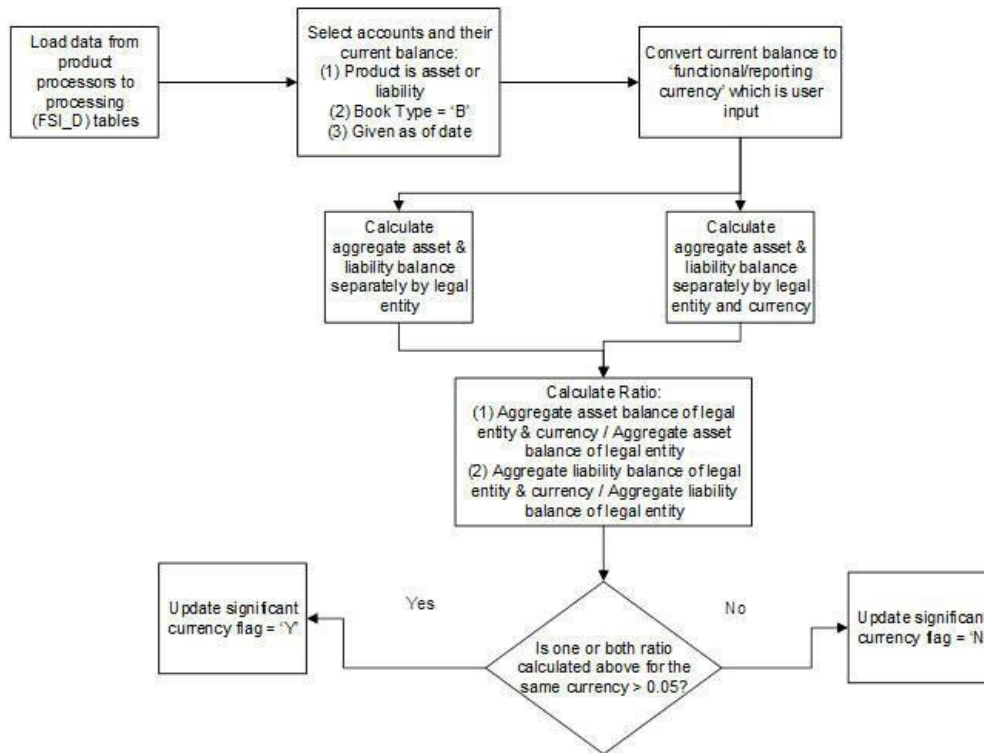 Load data from
product
processors to
processing
(FSI_D) tables
Select accounts and their
current balance:
(1) Product is asset or
liability
(2) Book Type = ‘B’
(3) Given as of date
Convert current balance to
‘functional/reporting
currency’ which is user
input
Calculate
aggregate asset &
liability balance
separately by legal
entity
Calculate
aggregate asset &
liability balance
separately by legal
entity and currency
Calculate Ratio:
(1) Aggregate asset balance of legal
entity & currency / Aggregate asset
balance of legal entity
(2) Aggregate liability balance of legal
entity & currency / Aggregate liability
balance of legal entity
Yes
No
Update significant
currency flag = ‘Y’
Is one or both ratio
calculated above for the
same currency > 0.05?
Update significant
currency flag = ‘N